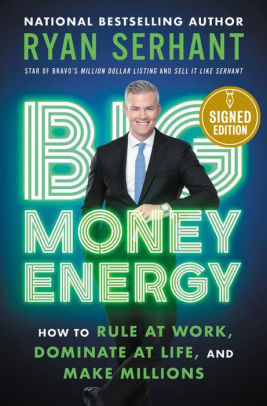 NATIONAL BESTSELLING AUTHOR
RYAN SERHANT
STAR OF BRAVO'S MILLION DOLLAR LISTING AND SELL IT LIKE SERHANT
BIG
SIGNED
EDITION
MONEY
ENERGY
HOW TO RULE AT WORK,
DOMINATE AT LIFE, AND
MAKE MILLIONS